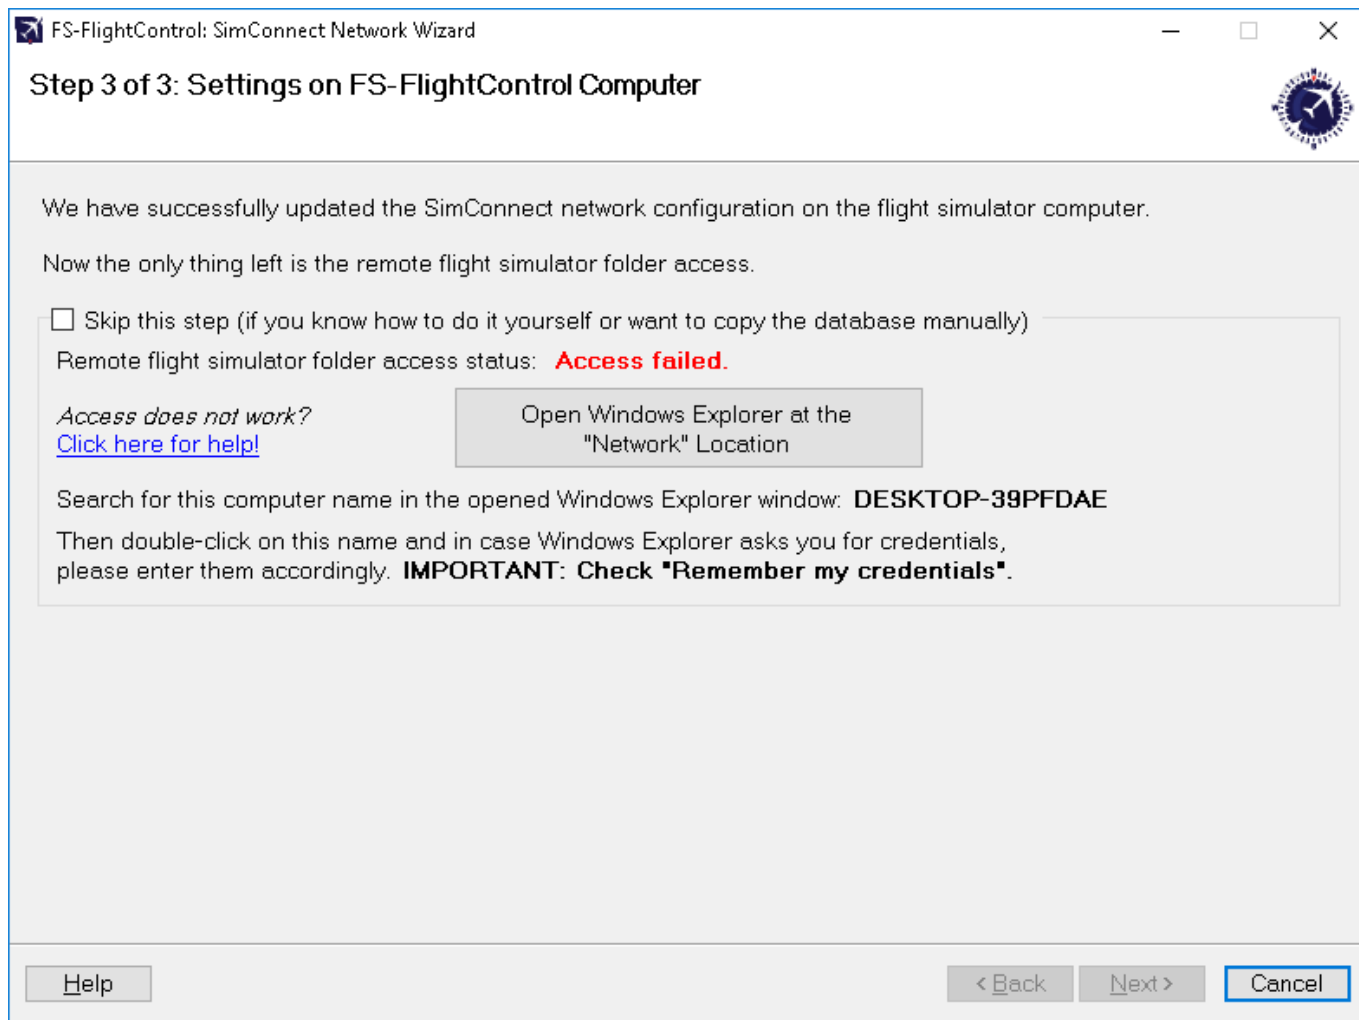 FS-FlightControl: SimConnect Network Wizard
Step 3 of 3: Settings on FS-FlightControl Computer
We have successfully updated the SimConnect network configuration on the flight simulator computer.
Now the only thing left is the remote flight simulator folder access.
Skip this step (if you know how to do it yourself or want to copy the database manually)
Remote flight simulator folder access status: Access failed.
Access does not work?
Click here for help!
Open Windows Explorer at the
"Network" Location
Search for this computer name in the opened Windows Explorer window: DESKTOP-39PFDAE
Then double-click on this name and in case Windows Explorer asks you for credentials,
please enter them accordingly. IMPORTANT: Check "Remember my credentials".
Help
< Back
Next >
Cancel